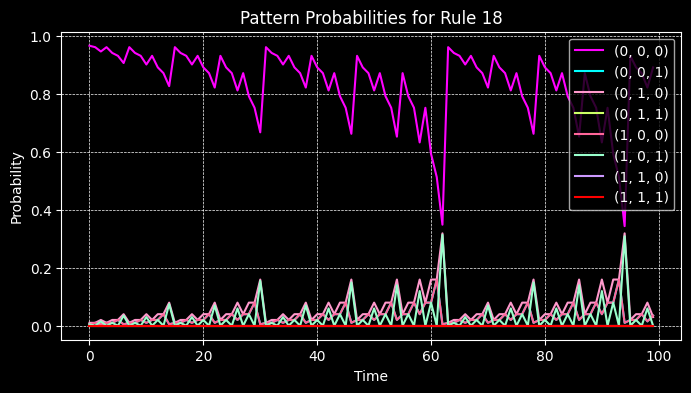 Pattern Probabilities for Rule 18
1.0
0.8
0.6
0.4
0.2
0.0
Probability
0
20
40
60
80
100
Time
(0, 0, 0)
(0, 0, 1)
(0, 1, 0)
(0, 1, 1)
(1, 0, 0)
(1, 0, 1)
(1, 1, 0)
(1, 1, 1)